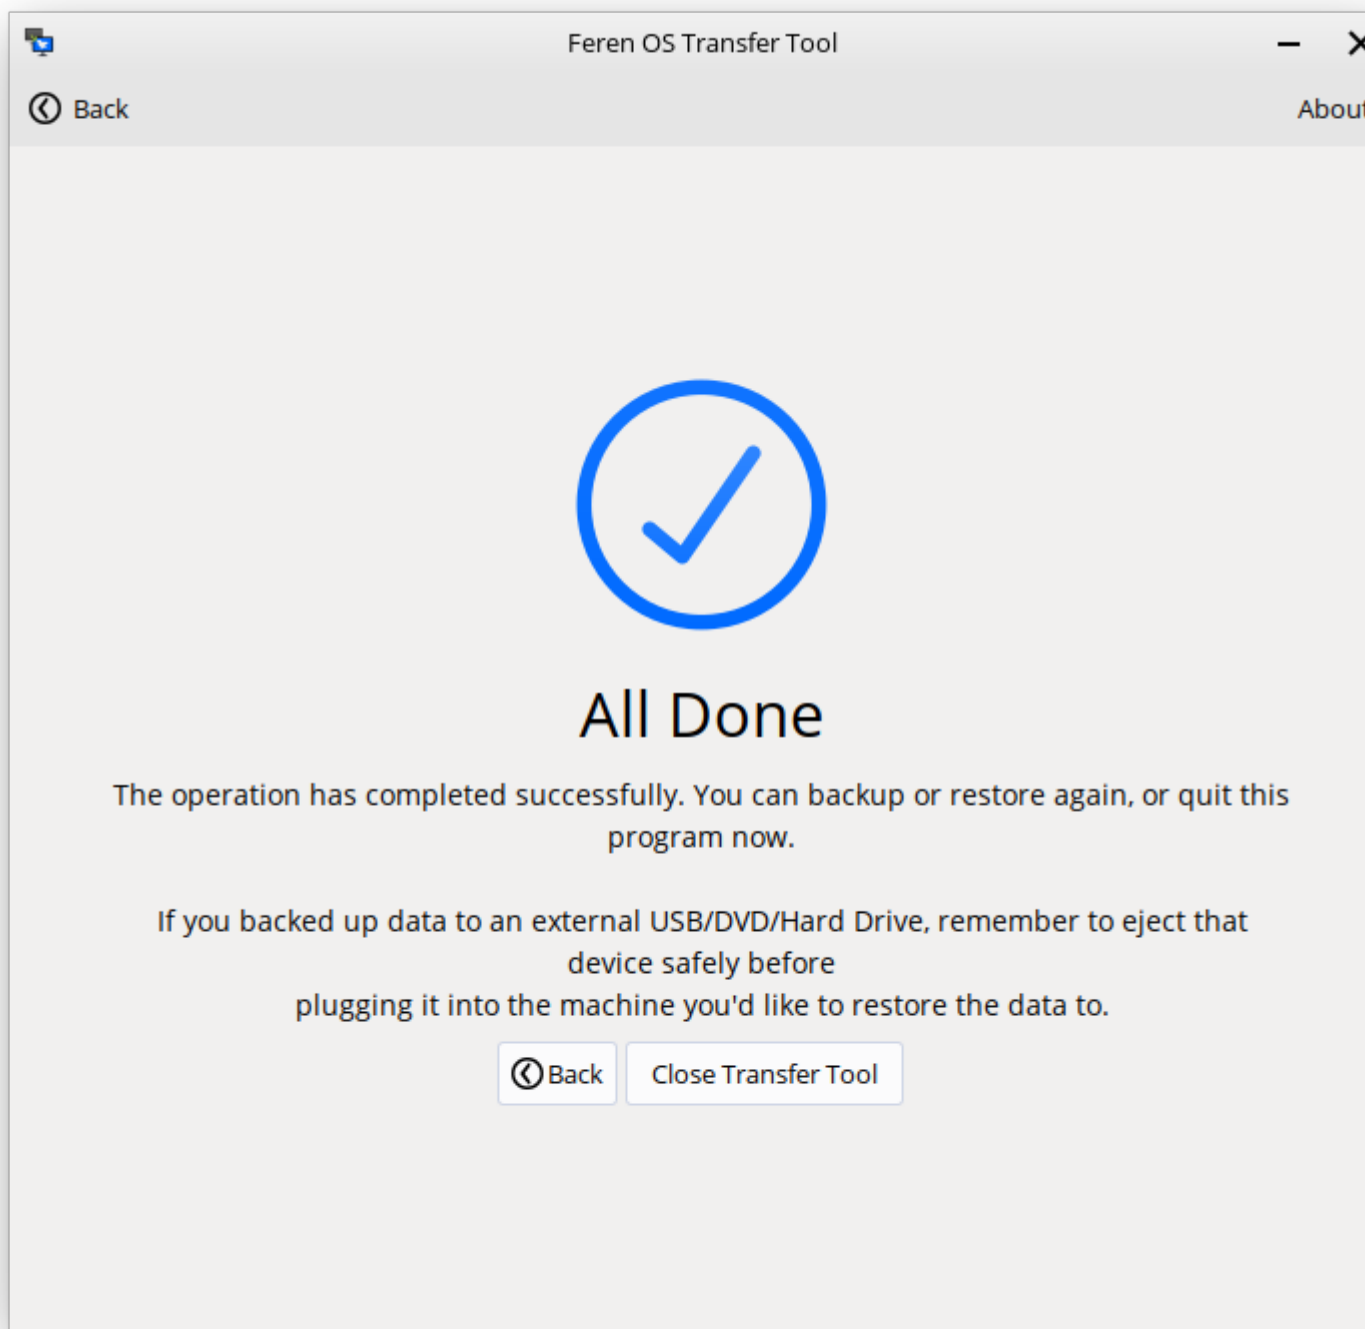 Feren OS Transfer Tool
Back
About
All Done
The operation has completed successfully. You can backup or restore again, or quit this
program now.
If you backed up data to an external USB/DVD/Hard Drive, remember to eject that
device safely before
plugging it into the machine you'd like to restore the data to.
Back
Close Transfer Tool